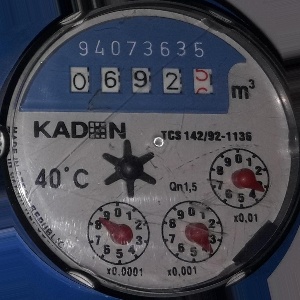 94073635
0692
m³
KADEN
TCS 142/92-1136
40°C
Qn1,5
x0,01
x0.0001
x0,001